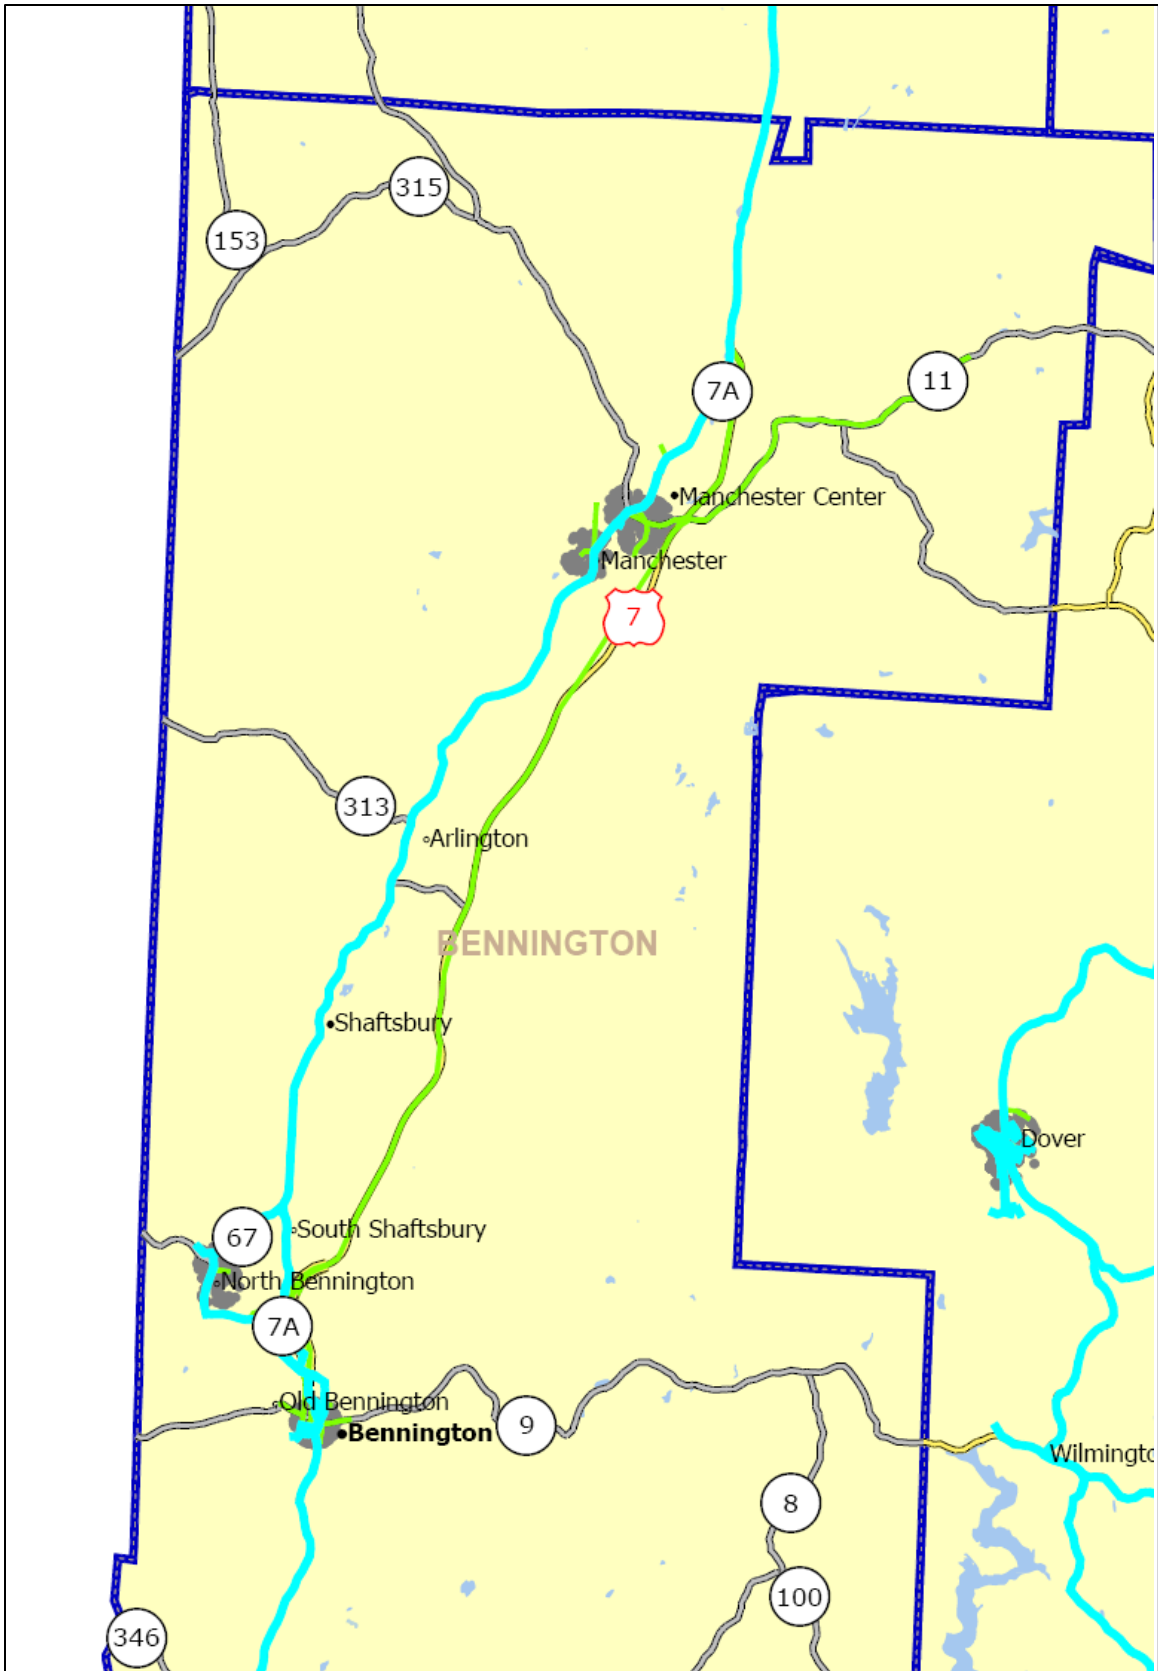 315
153
11
7A
Manchester Center
Manchester
7
313
Arlington
BENNINGTON
Shaftsbury
Dover
67
South Shaftsbury
North Bennington
7A
Old Bennington
9
Bennington
Wilmingto
8
100
346